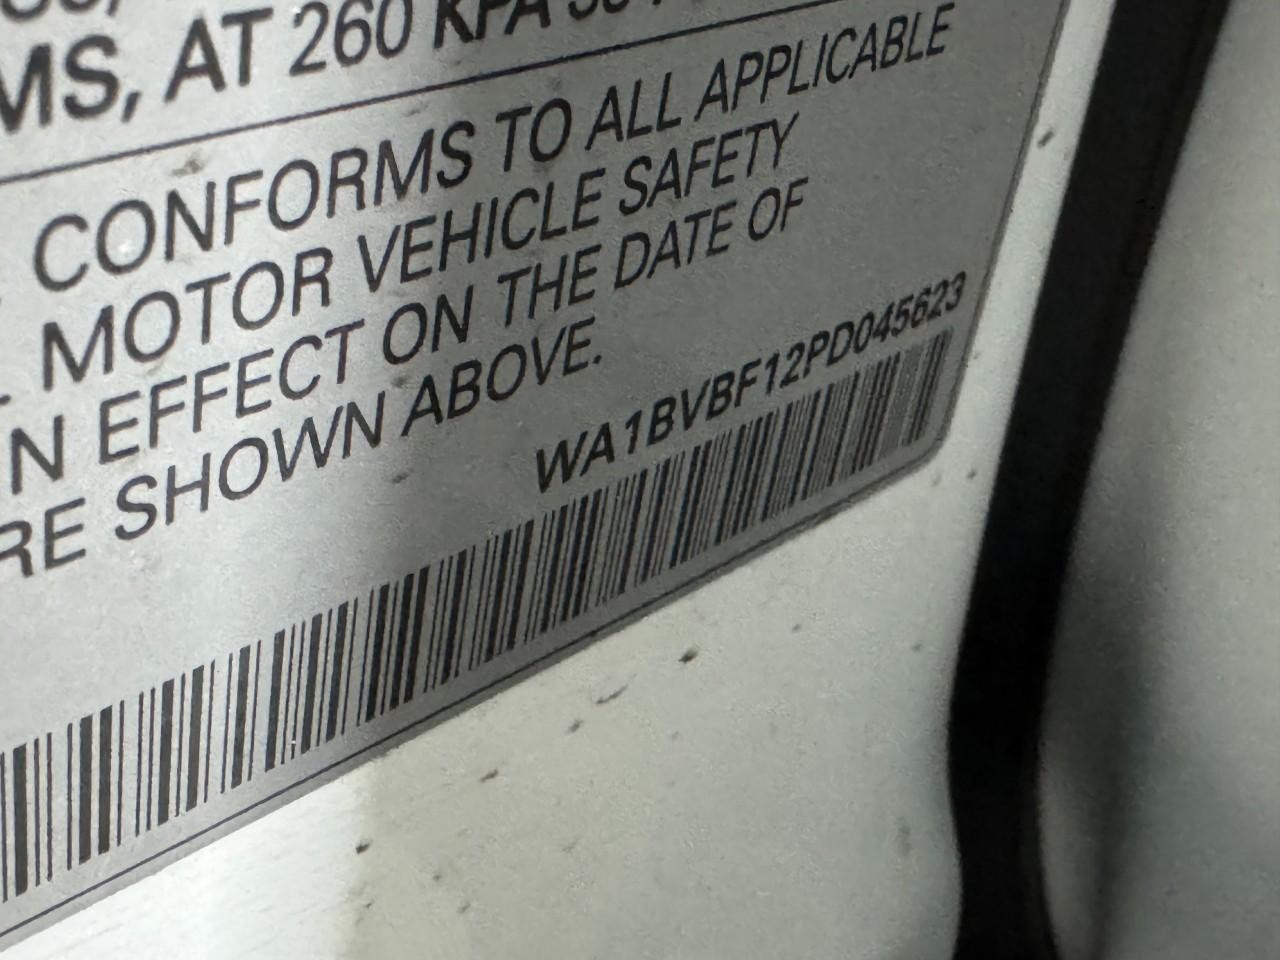 MS, AT 260 KPA
CONFORMS TO ALL APPLICABLE
MOTOR VEHICLE SAFETY
N EFFECT ON THE DATE OF
RE SHOWN ABOVE.
WA1BVBF12PD045623